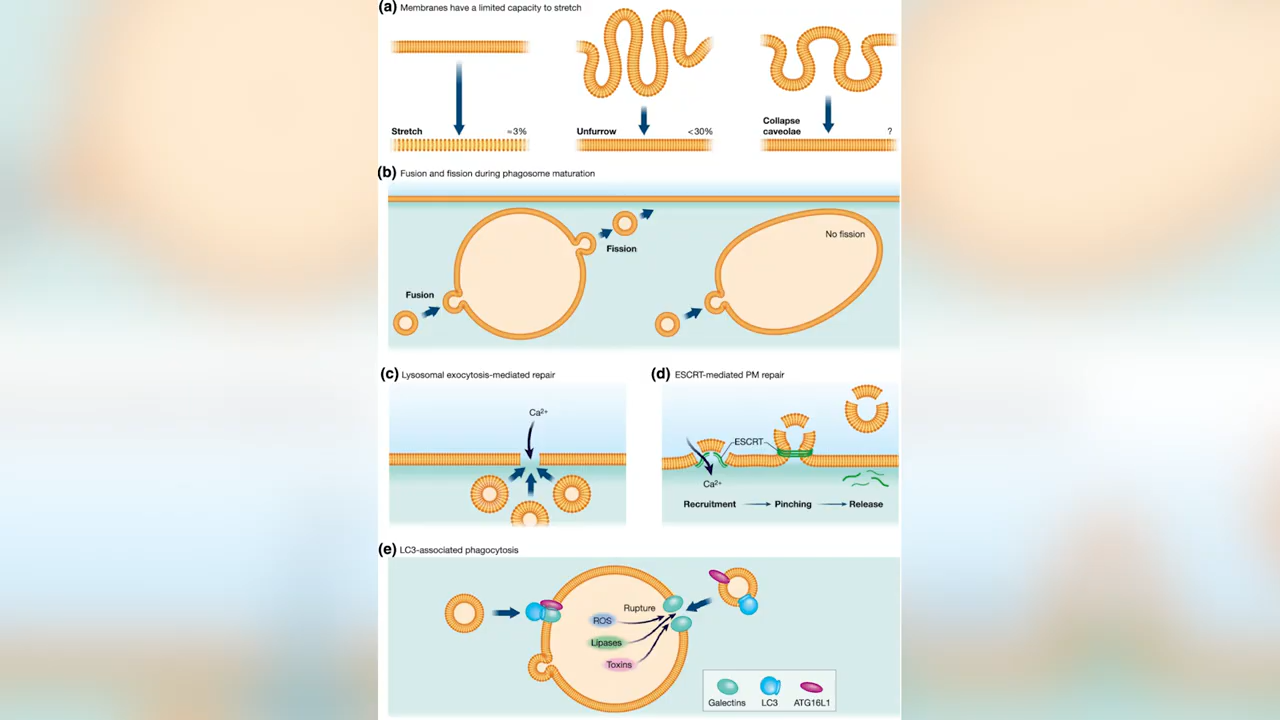 (a) Membranes have a limited capacity to stretch
Stretch ≈3%
Unfurrow <30%
Collapse
caveolae ?
(b) Fusion and fission during phagosome maturation
Fusion
Fission
No fission
(c) Lysosomal exocytosis-mediated repair
Ca²⁺
(d) ESCRT-mediated PM repair
ESCRT
Ca²⁺
Recruitment Pinching Release
(e) LC3-associated phagocytosis
Rupture
ROS
Lipases
Toxins
Galectins LC3 ATG16L1